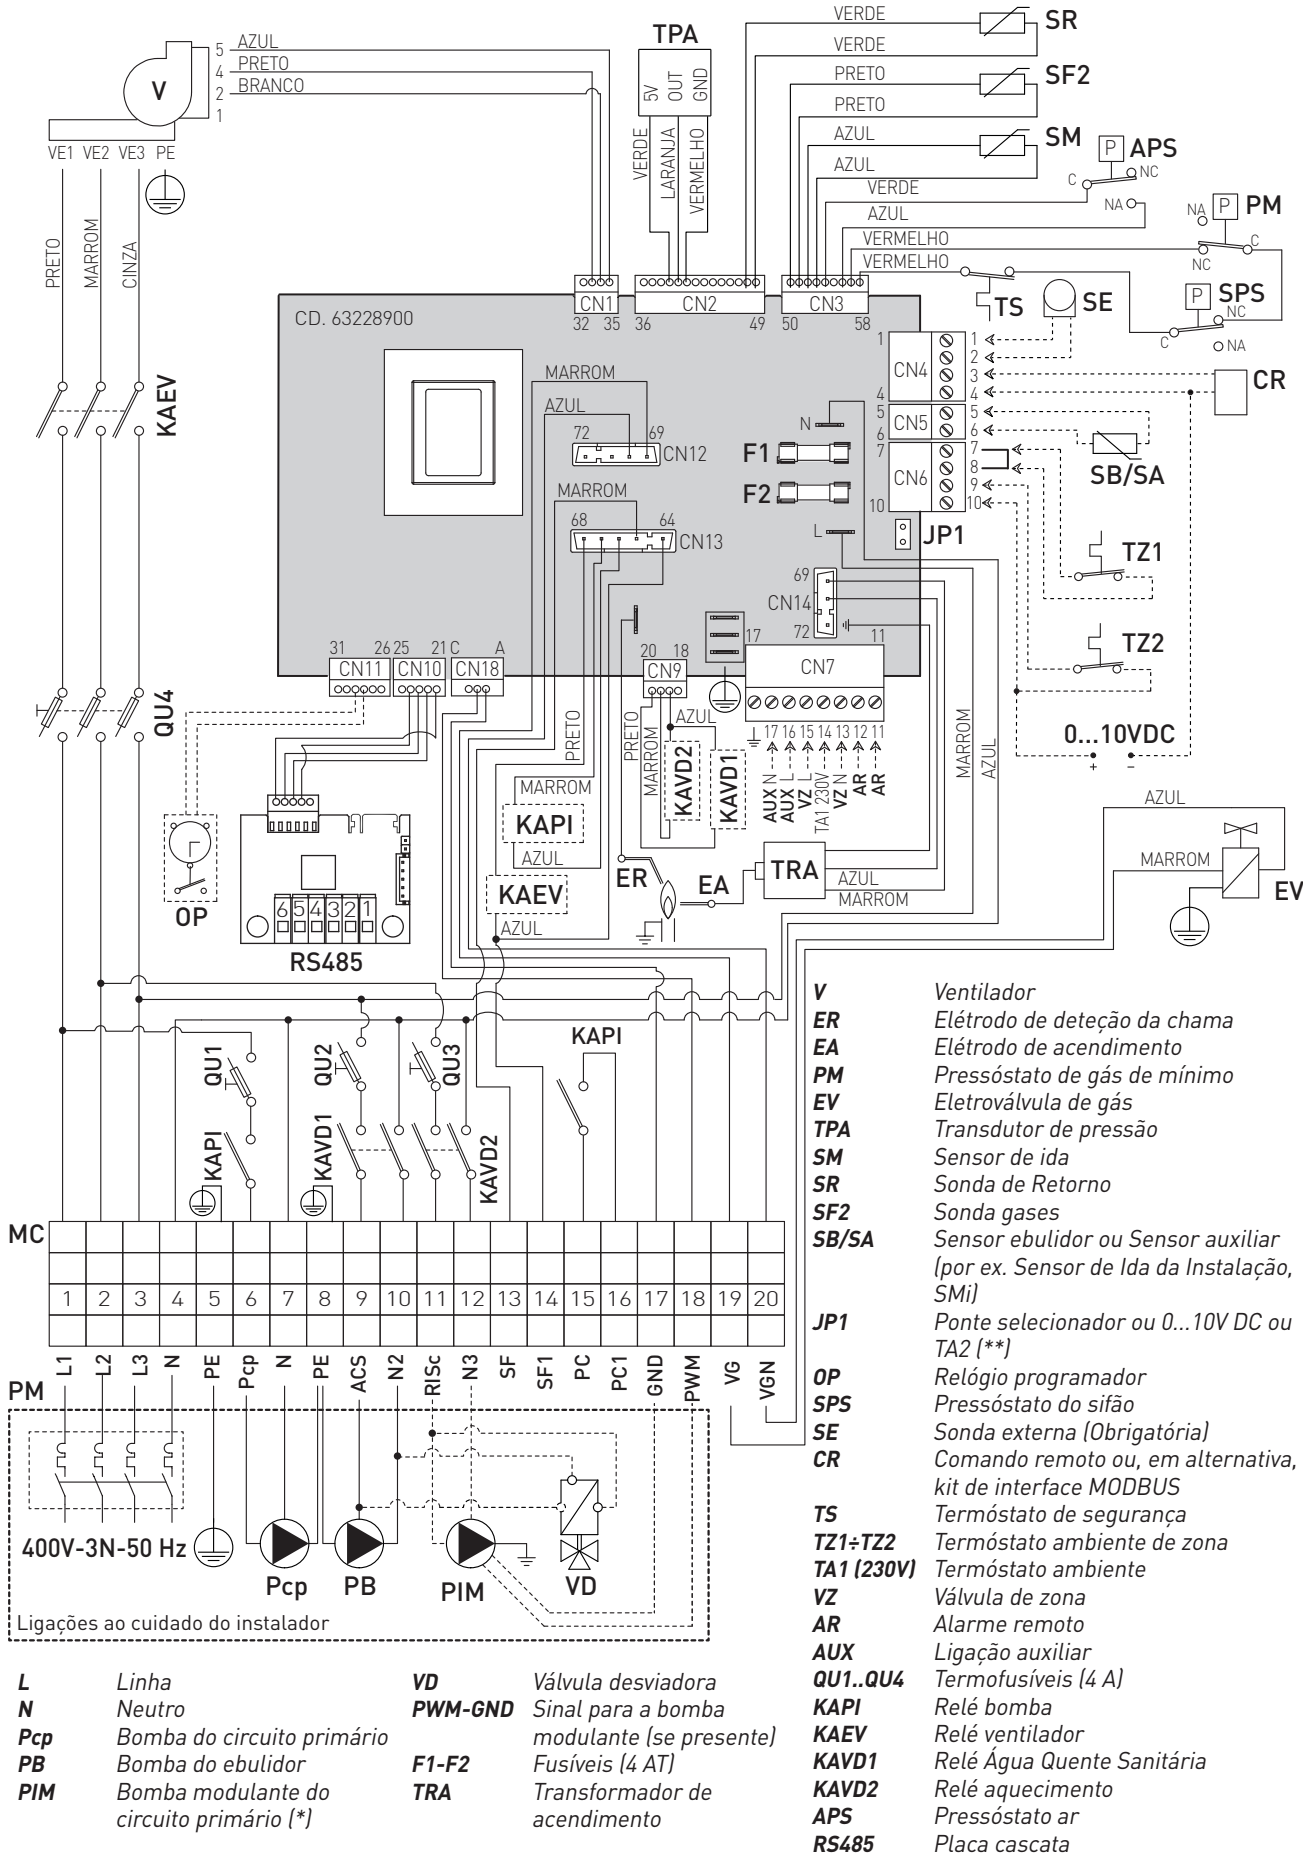 VERDE
SR
TPA
AZUL
5
VERDE
PRETO
4
PRETO
SF2
V
BRANCO
2
5V
OUT
GND
PRETO
1
AZUL
SM
P
APS
VE1
VE2
VE3
PE
VERDE
LARANJA
VERMELHO
AZUL
NC
C
VERDE
NA
NA
P
PM
AZUL
VERMELHO
C
NC
PRETO
MARROM
CINZA
VERMELHO
TS
SE
P
SPS
NC
C
NA
CN1
CN2
CN3
CD. 63228900
32
35
36
49
50
58
1
1
CN4
2
3
CR
4
4
MARROM
AZUL
5
5
N
CN5
6
6
KAEV
72
69
CN12
F1
7
7
8
SB/SA
CN6
9
F2
10
10
MARROM
68
64
CN13
L
JP1
TZ1
69
CN14
72
TZ2
31
26
25
21
C
A
20
18
17
11
CN11
CN10
CN18
CN9
CN7
QU4
PRETO
PRETO
MARROM
AZUL
17
16
15
14
13
12
11
MARROM
AZUL
0...10VDC
+
-
MARROM
KAVD2
KAVD1
AUX N
AUX L
VZ L
TA1 230V
VZ N
AR
AR
AZUL
KAPI
AZUL
MARROM
ER
EA
TRA
AZUL
MARROM
EV
KAEV
OP
6
5
4
3
2
1
AZUL
RS485
QU1
QU2
QU3
KAPI
KAPI
KAVD1
KAVD2
MC
1
2
3
4
5
6
7
8
9
10
11
12
13
14
15
16
17
18
19
20
L1
L2
L3
N
PE
Pcp
N
PE
ACS
N2
RISc
N3
SF
SF1
PC
PC1
GND
PWM
VG
VGN
PM
400V-3N-50 Hz
Pcp
PB
PIM
VD
Ligações ao cuidado do instalador
L Linha
N Neutro
Pcp Bomba do circuito primário
PB Bomba do ebulidor
PIM Bomba modulante do
circuito primário (*)
VD Válvula desviadora
PWM-GND Sinal para a bomba
modulante (se presente)
F1-F2 Fusíveis (4 AT)
TRA Transformador de
acendimento
V Ventilador
ER Elétrodo de deteção da chama
EA Elétrodo de acendimento
PM Pressóstato de gás de mínimo
EV Eletroválvula de gás
TPA Transdutor de pressão
SM Sensor de ida
SR Sonda de Retorno
SF2 Sonda gases
SB/SA Sensor ebulidor ou Sensor auxiliar
(por ex. Sensor de Ida da Instalação,
SMi)
JP1 Ponte selecionador ou 0...10V DC ou
TA2 (**)
OP Relógio programador
SPS Pressóstato do sifão
SE Sonda externa (Obrigatória)
CR Comando remoto ou, em alternativa,
kit de interface MODBUS
TS Termóstato de segurança
TZ1÷TZ2 Termóstato ambiente de zona
TA1 (230V) Termóstato ambiente
VZ Válvula de zona
AR Alarme remoto
AUX Ligação auxiliar
QU1..QU4 Termofusíveis (4 A)
KAPI Relé bomba
KAEV Relé ventilador
KAVD1 Relé Água Quente Sanitária
KAVD2 Relé aquecimento
APS Pressóstato ar
RS485 Placa cascata